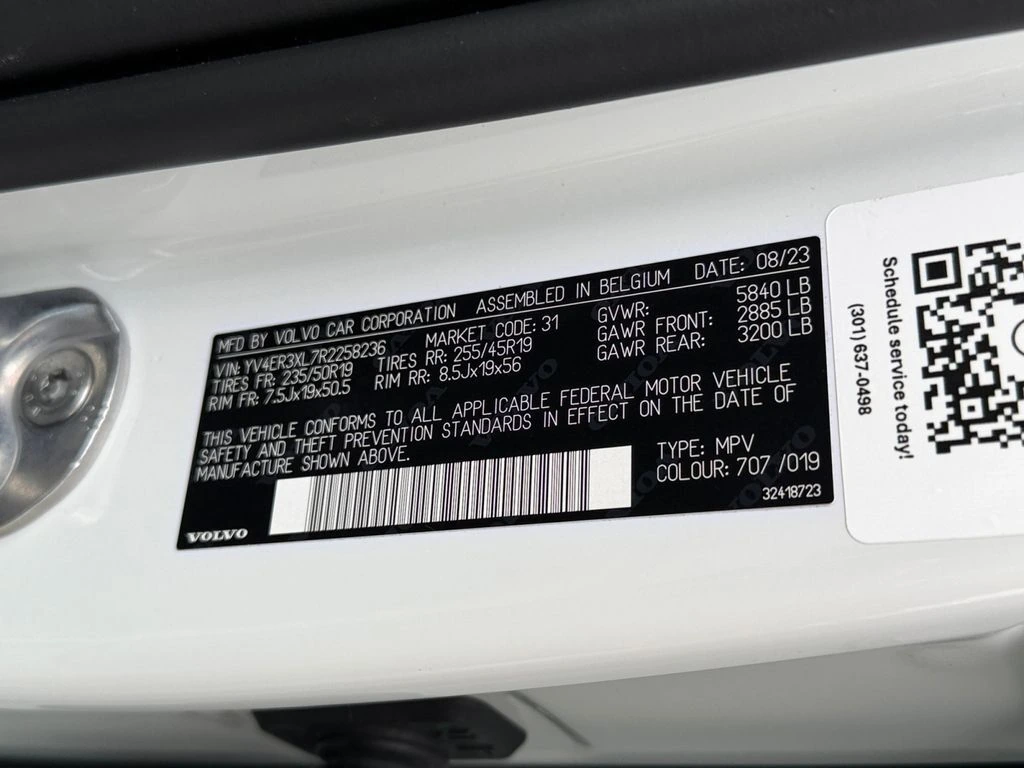 MFD BY VOLVO CAR CORPORATION ASSEMBLED IN BELGIUM DATE: 08/23
VIN: YV4ER3XL7R2258236 MARKET CODE: 31 GVWR: 5840 LB
TIRES FR: 235/50R19 TIRES RR: 255/45R19 GAWR FRONT: 2885 LB
RIM FR: 7.5Jx19x50.5 RIM RR: 8.5Jx19x56 GAWR REAR: 3200 LB
THIS VEHICLE CONFORMS TO ALL APPLICABLE FEDERAL MOTOR VEHICLE
SAFETY AND THEFT PREVENTION STANDARDS IN EFFECT ON THE DATE OF
MANUFACTURE SHOWN ABOVE.
TYPE: MPV
COLOUR: 707 /019
32418723
VOLVO
Schedule service today!
(301) 637-0498